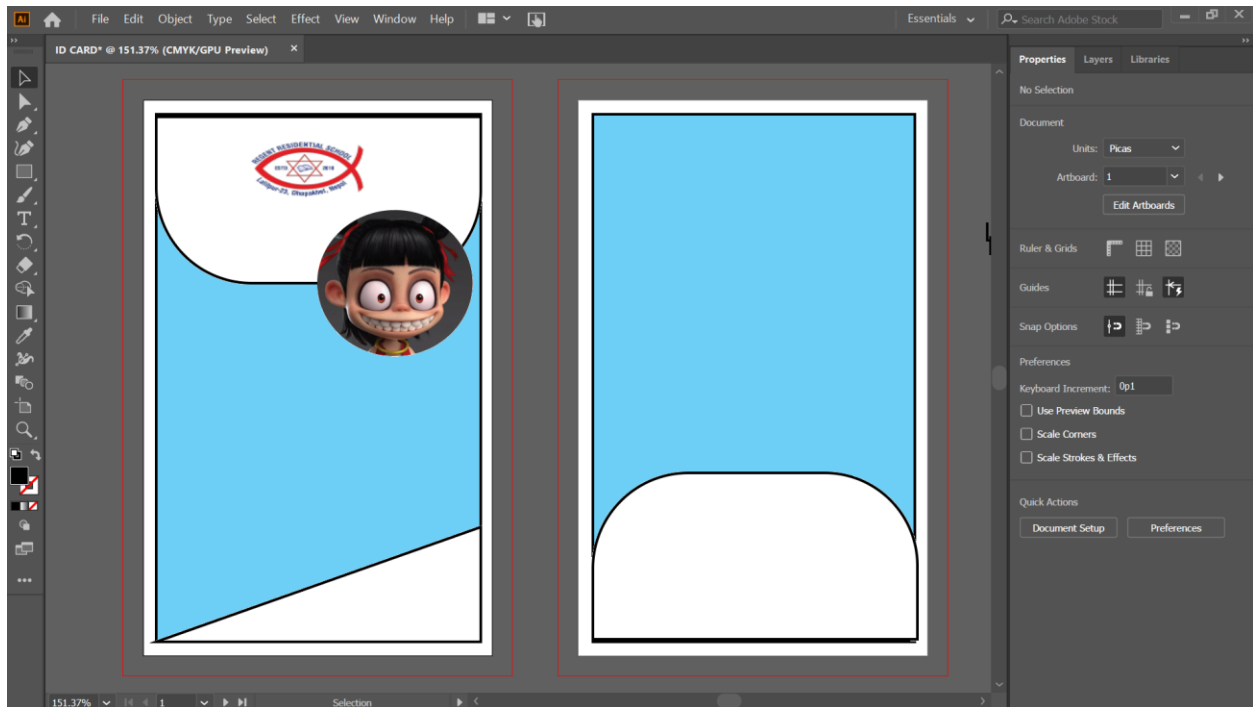 Ai File Edit Object Type Select Effect View Window Help Essentials Search Adobe Stock
ID CARD* @ 151.37% (CMYK/GPU Preview) ×
Properties Layers Libraries
No Selection
Document
Units: Picas
Artboard: 1
Edit Artboards
Ruler & Grids
Guides
Snap Options
Preferences
Keyboard Increment: 0p1
Use Preview Bounds
Scale Corners
Scale Strokes & Effects
Quick Actions
Document Setup Preferences
REGENT RESIDENTIAL SCHOOL
ESTD 2010
Lalitpur-23, Dhapakhel, Nepal
151.37% 1 Selection